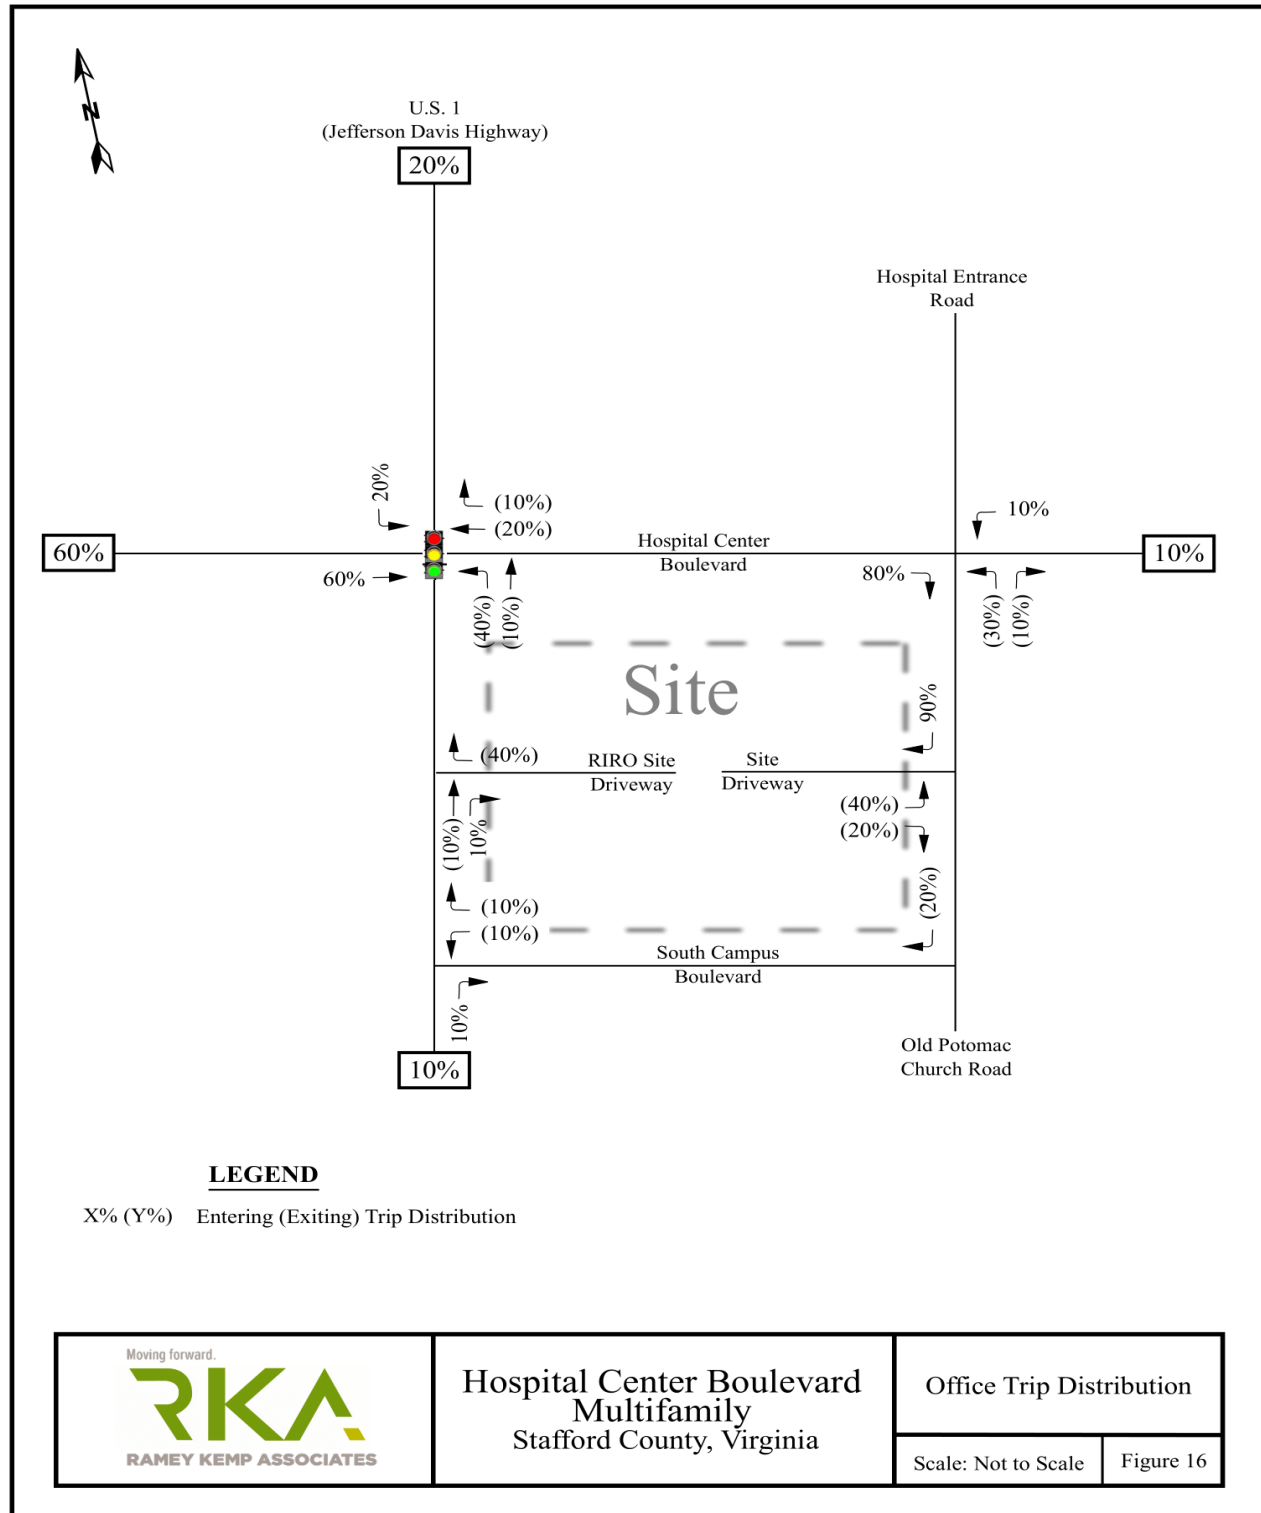 N
U.S. 1
(Jefferson Davis Highway)
20%
Hospital Entrance
Road
20%
(10%)
(20%)
10%
60%
Hospital Center
Boulevard
10%
60%
80%
(40%)
(10%)
(30%)
(10%)
Site
90%
(40%)
RIRO Site
Driveway
Site
Driveway
(10%)
10%
(40%)
(20%)
(20%)
(10%)
(10%)
South Campus
Boulevard
10%
10%
Old Potomac
Church Road
LEGEND
X% (Y%) Entering (Exiting) Trip Distribution
Moving forward.
RKA
RAMEY KEMP ASSOCIATES
Hospital Center Boulevard
Multifamily
Stafford County, Virginia
Office Trip Distribution
Scale: Not to Scale
Figure 16